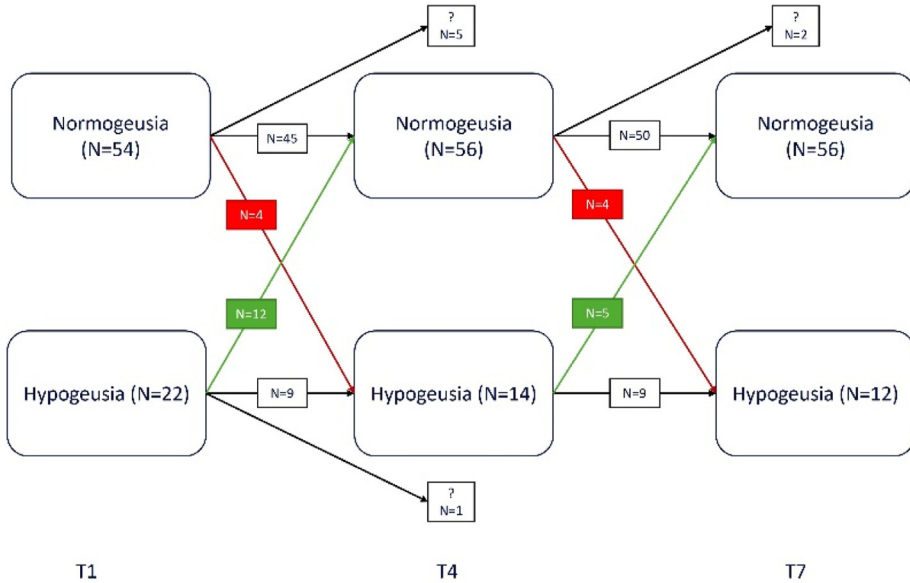 ?
N=5
?
N=2
Normogeusia
(N=54)
N=45
Normogeusia
(N=56)
N=50
Normogeusia
(N=56)
N=4
N=4
N=12
N=5
Hypogeusia (N=22)
N=9
Hypogeusia (N=14)
N=9
Hypogeusia (N=12)
?
N=1
T1
T4
T7